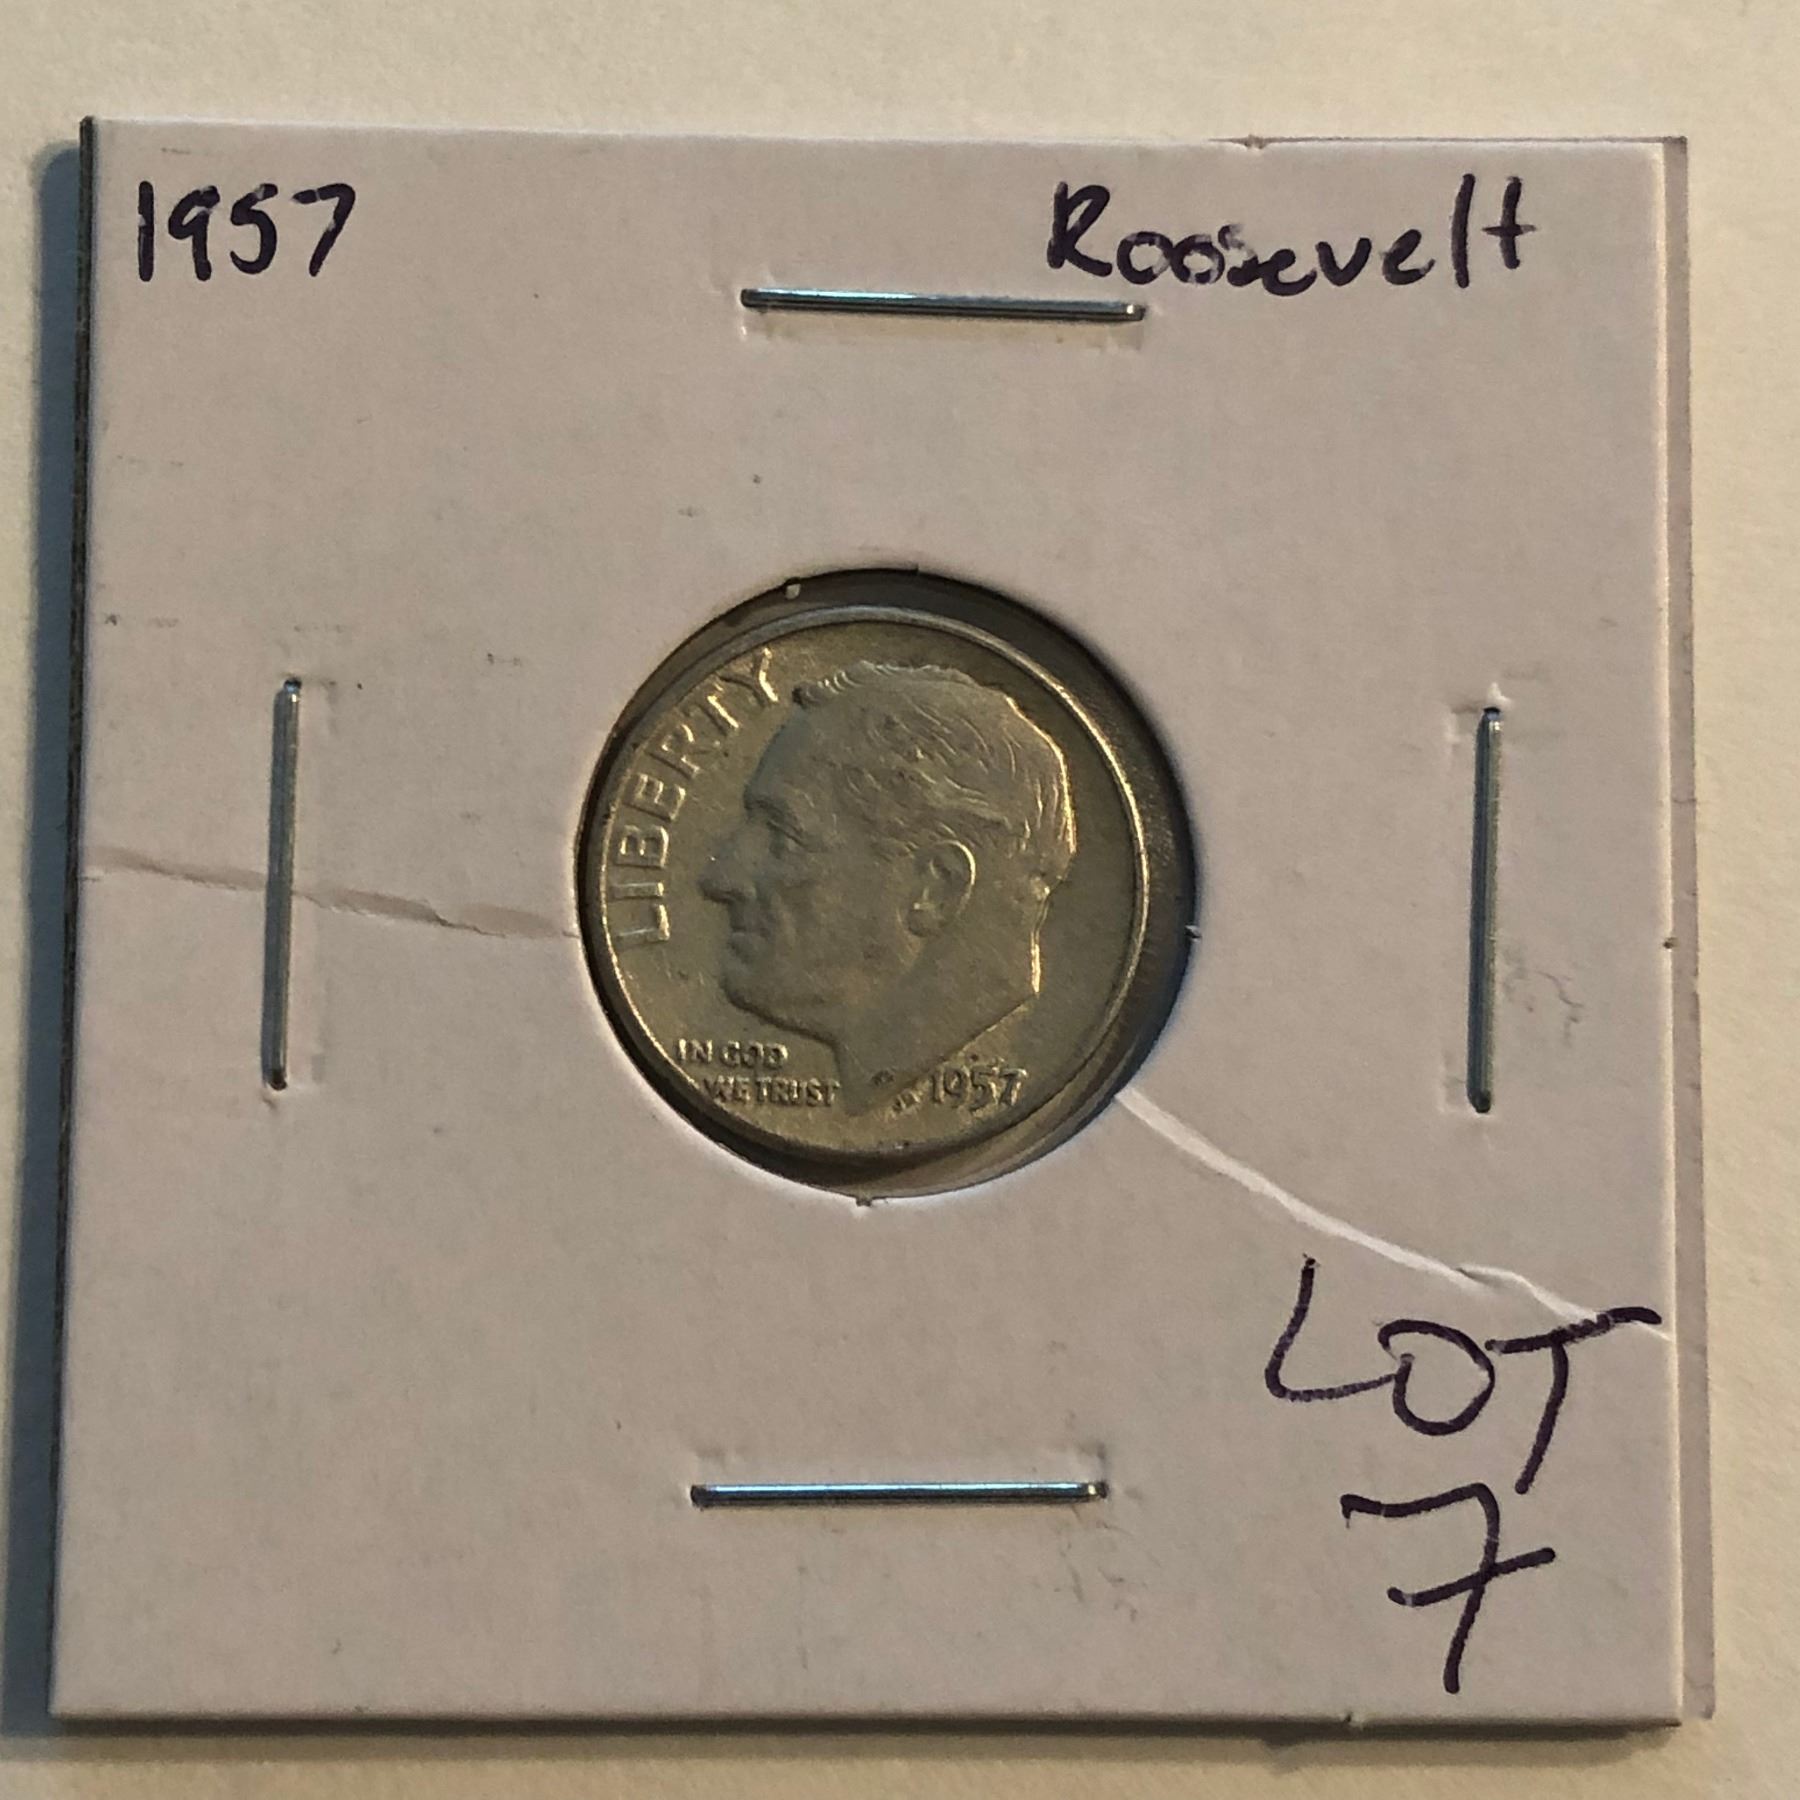 1957 Roosevelt
LIBERTY
IN GOD
WE TRUST
1957
LOT
7